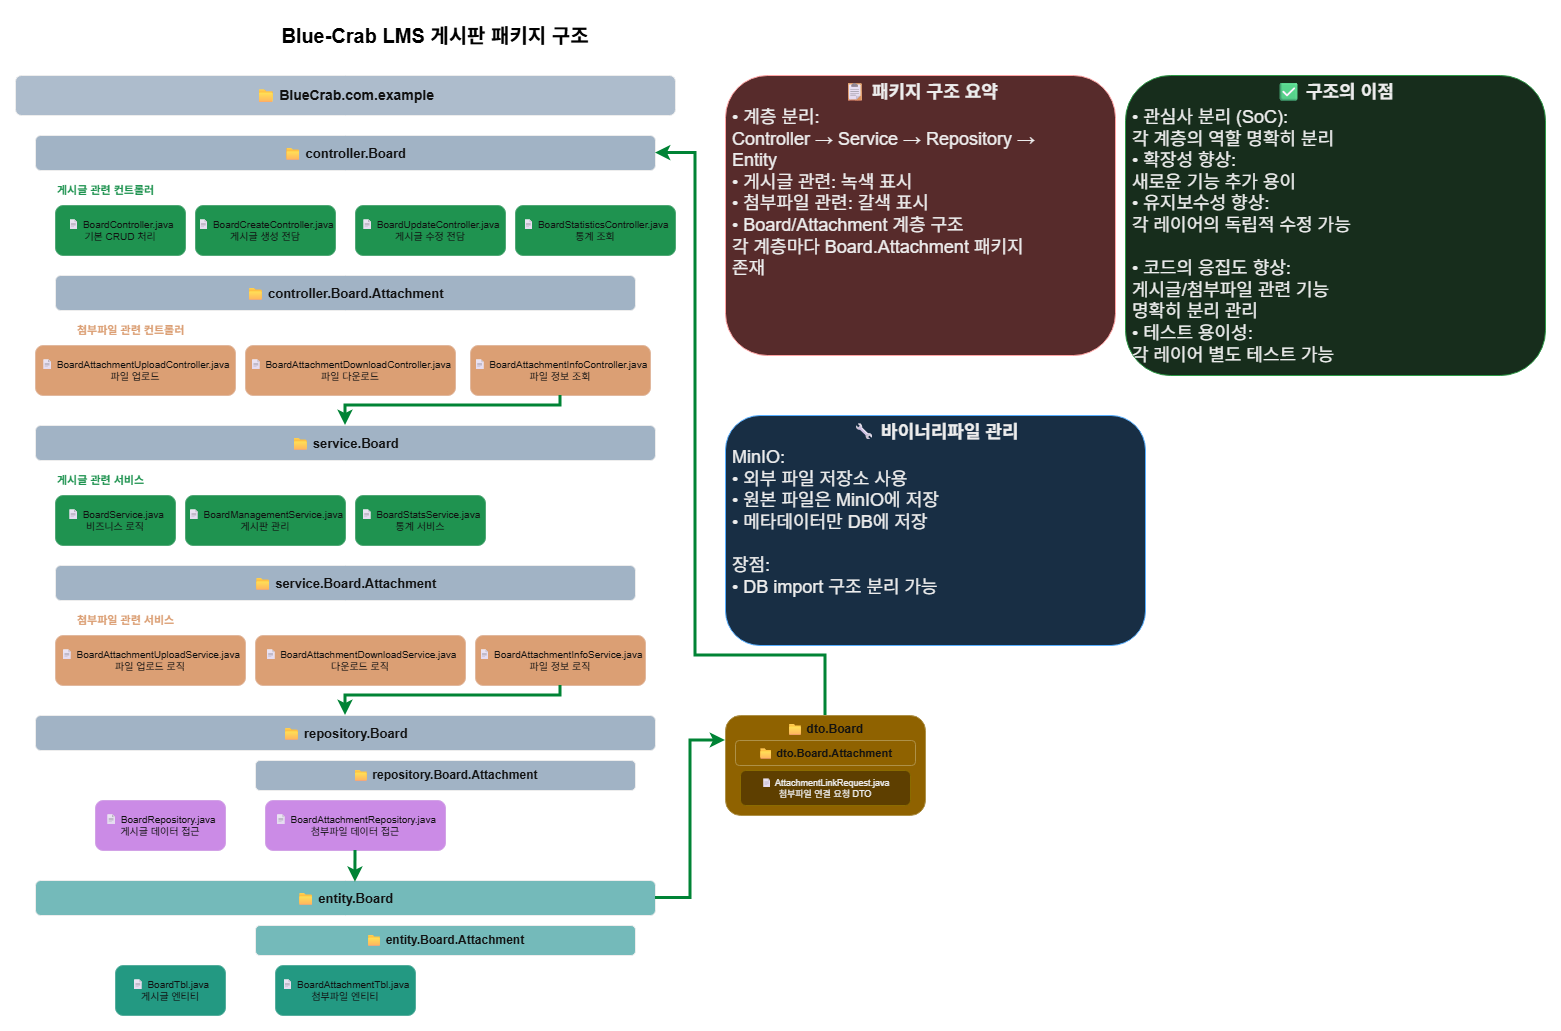 Blue-Crab LMS 게시판 패키지 구조
BlueCrab.com.example
controller.Board
게시글 관련 컨트롤러
BoardController.java
기본 CRUD 처리
BoardCreateController.java
게시글 생성 전담
BoardUpdateController.java
게시글 수정 전담
BoardStatisticsController.java
통계 조회
controller.Board.Attachment
첨부파일 관련 컨트롤러
BoardAttachmentUploadController.java
파일 업로드
BoardAttachmentDownloadController.java
파일 다운로드
BoardAttachmentInfoController.java
파일 정보 조회
service.Board
게시글 관련 서비스
BoardService.java
비즈니스 로직
BoardManagementService.java
게시판 관리
BoardStatsService.java
통계 서비스
service.Board.Attachment
첨부파일 관련 서비스
BoardAttachmentUploadService.java
파일 업로드 로직
BoardAttachmentDownloadService.java
다운로드 로직
BoardAttachmentInfoService.java
파일 정보 로직
repository.Board
repository.Board.Attachment
BoardRepository.java
게시글 데이터 접근
BoardAttachmentRepository.java
첨부파일 데이터 접근
entity.Board
entity.Board.Attachment
BoardTbl.java
게시글 엔티티
BoardAttachmentTbl.java
첨부파일 엔티티
패키지 구조 요약
• 계층 분리:
Controller → Service → Repository →
Entity
• 게시글 관련: 녹색 표시
• 첨부파일 관련: 갈색 표시
• Board/Attachment 계층 구조
각 계층마다 Board.Attachment 패키지
존재
구조의 이점
• 관심사 분리 (SoC):
각 계층의 역할 명확히 분리
• 확장성 향상:
새로운 기능 추가 용이
• 유지보수성 향상:
각 레이어의 독립적 수정 가능
• 코드의 응집도 향상:
게시글/첨부파일 관련 기능
명확히 분리 관리
• 테스트 용이성:
각 레이어 별도 테스트 가능
바이너리파일 관리
MinIO:
• 외부 파일 저장소 사용
• 원본 파일은 MinIO에 저장
• 메타데이터만 DB에 저장
장점:
• DB import 구조 분리 가능
dto.Board
dto.Board.Attachment
AttachmentLinkRequest.java
첨부파일 연결 요청 DTO